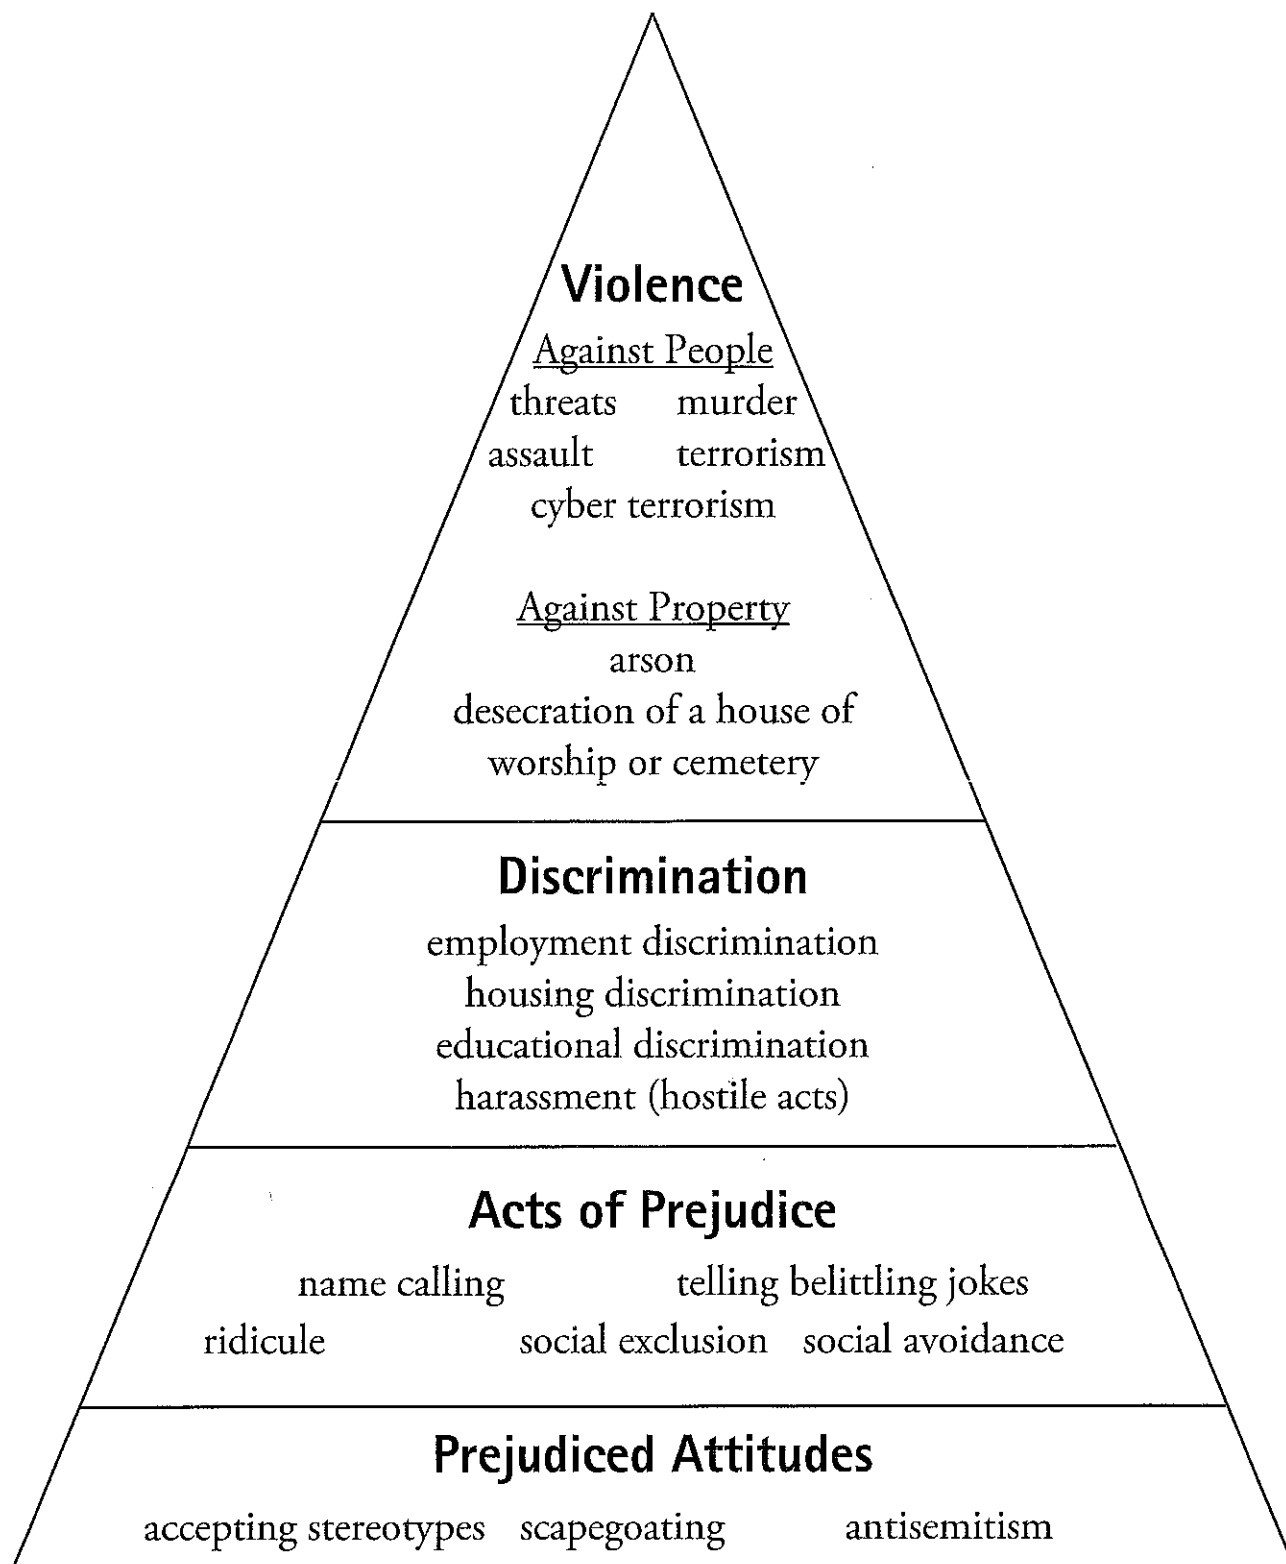 Violence
Against People
threats murder
assault terrorism
cyber terrorism
Against Property
arson
desecration of a house of
worship or cemetery
Discrimination
employment discrimination
housing discrimination
educational discrimination
harassment (hostile acts)
Acts of Prejudice
name calling telling belittling jokes
ridicule social exclusion social avoidance
Prejudiced Attitudes
accepting stereotypes scapegoating antisemitism